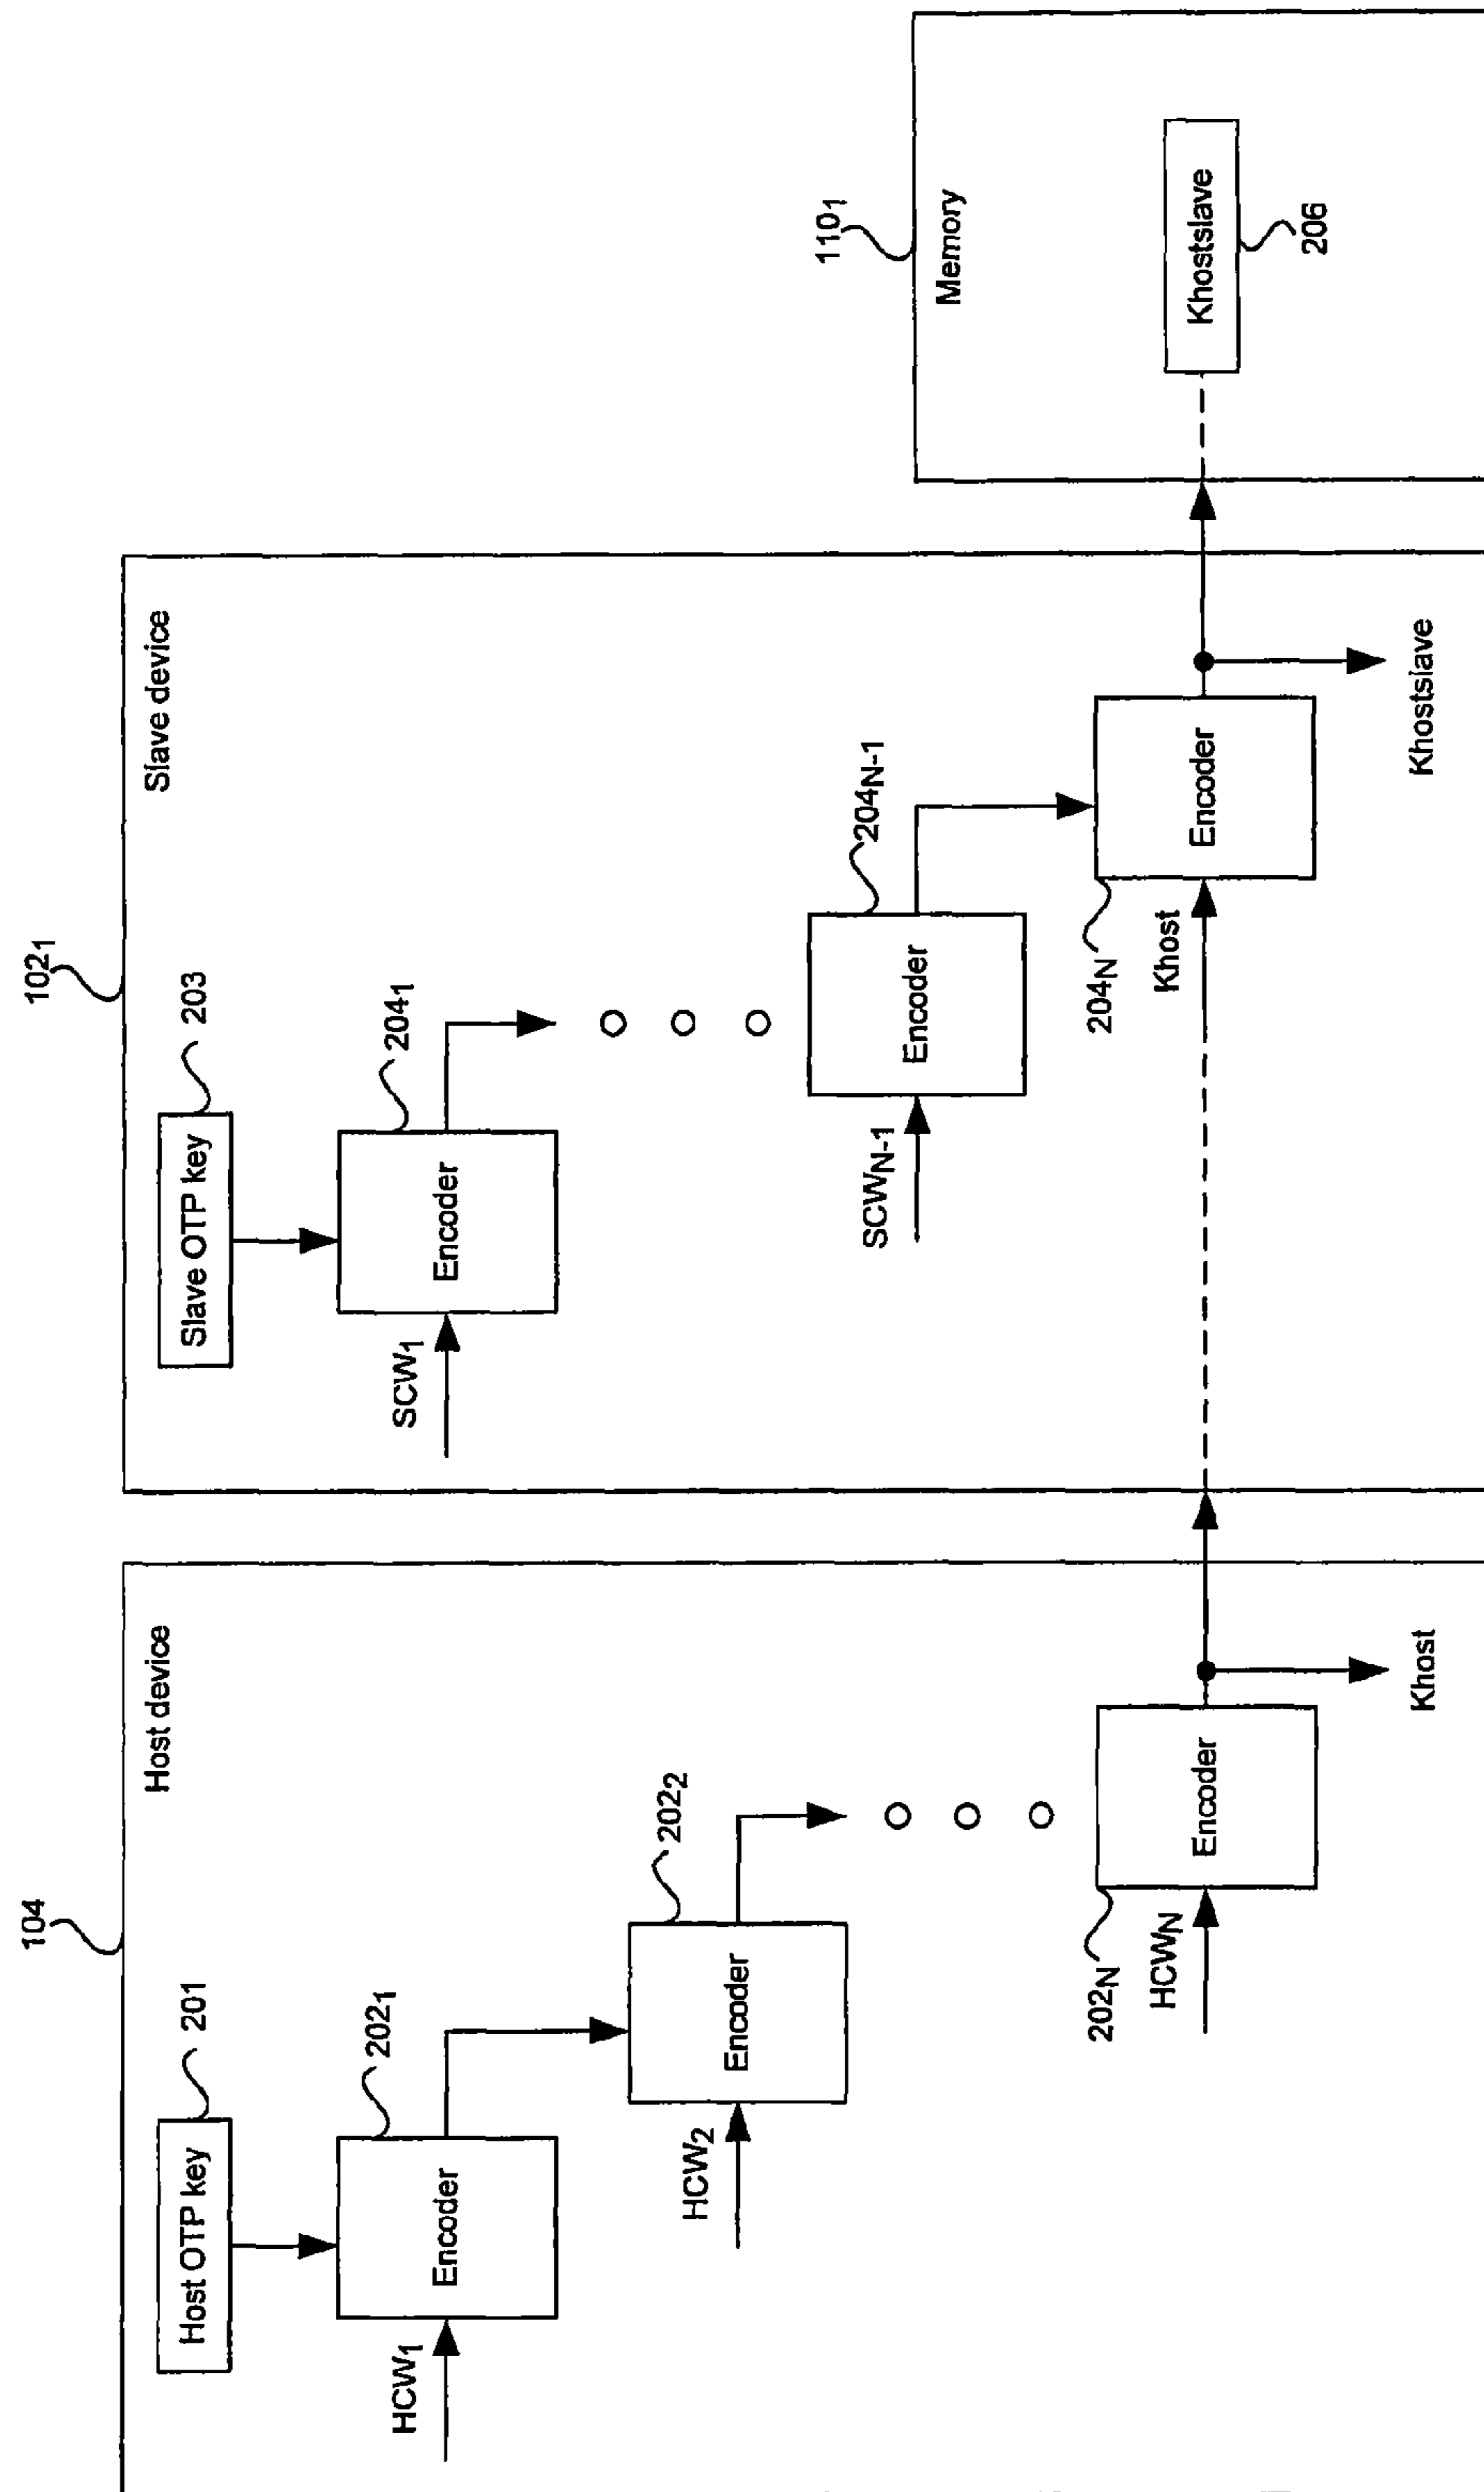 104
Host device
Host OTP key
201
HCW1
Encoder
2021
HCW2
Encoder
2022
HCWN
Encoder
202N
Khost
1021
Slave device
Slave OTP key
203
SCW1
Encoder
2041
SCWN-1
Encoder
204N-1
Khost
Encoder
204N
Khostslave
1101
Memory
Khostslave
206